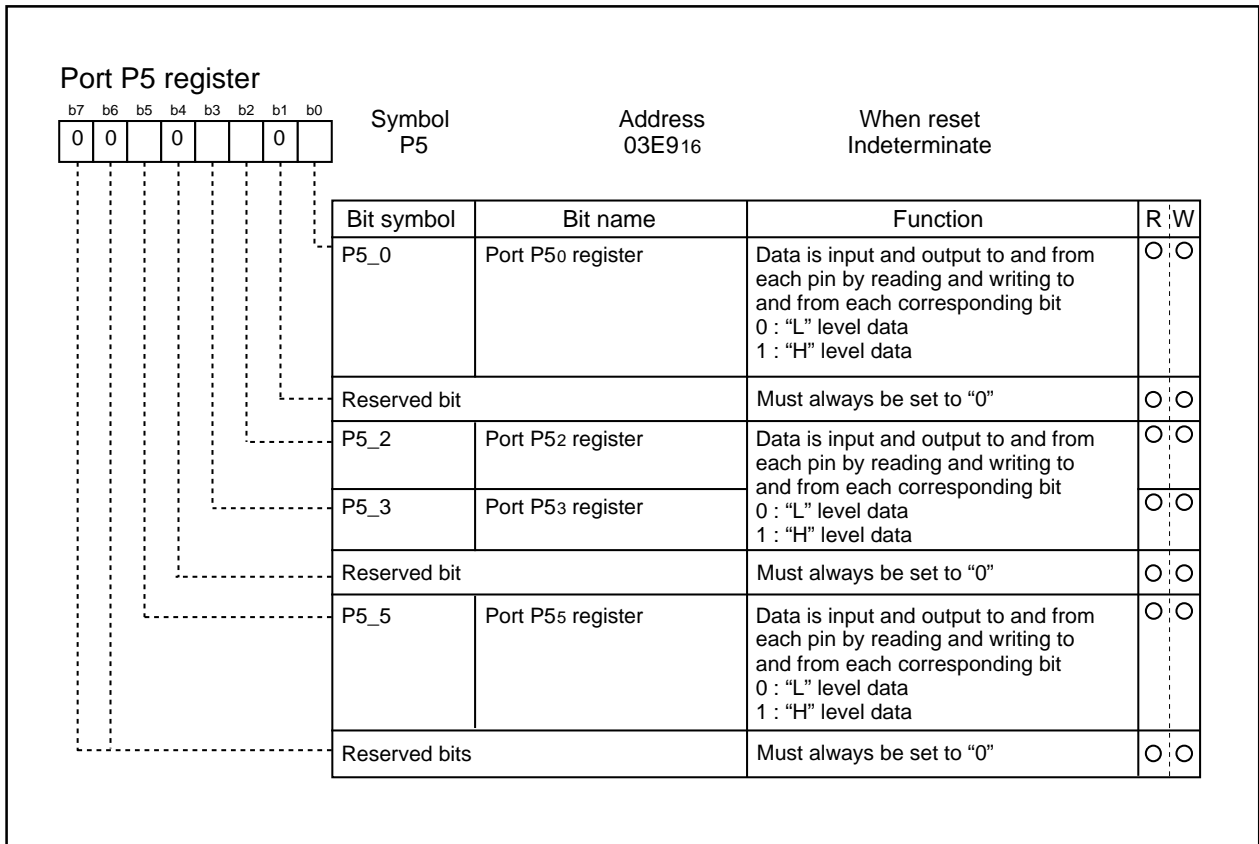 Port P5 register
b7 b6 b5 b4 b3 b2 b1 b0
0 0 0 0
Symbol Address When reset
P5 03E916 Indeterminate
Bit symbol Bit name Function R W
P5_0 Port P50 register Data is input and output to and from
each pin by reading and writing to
and from each corresponding bit
0 : “L” level data
1 : “H” level data
Reserved bit Must always be set to “0”
P5_2 Port P52 register Data is input and output to and from
each pin by reading and writing to
and from each corresponding bit
P5_3 Port P53 register 0 : “L” level data
1 : “H” level data
Reserved bit Must always be set to “0”
P5_5 Port P55 register Data is input and output to and from
each pin by reading and writing to
and from each corresponding bit
0 : “L” level data
1 : “H” level data
Reserved bits Must always be set to “0”